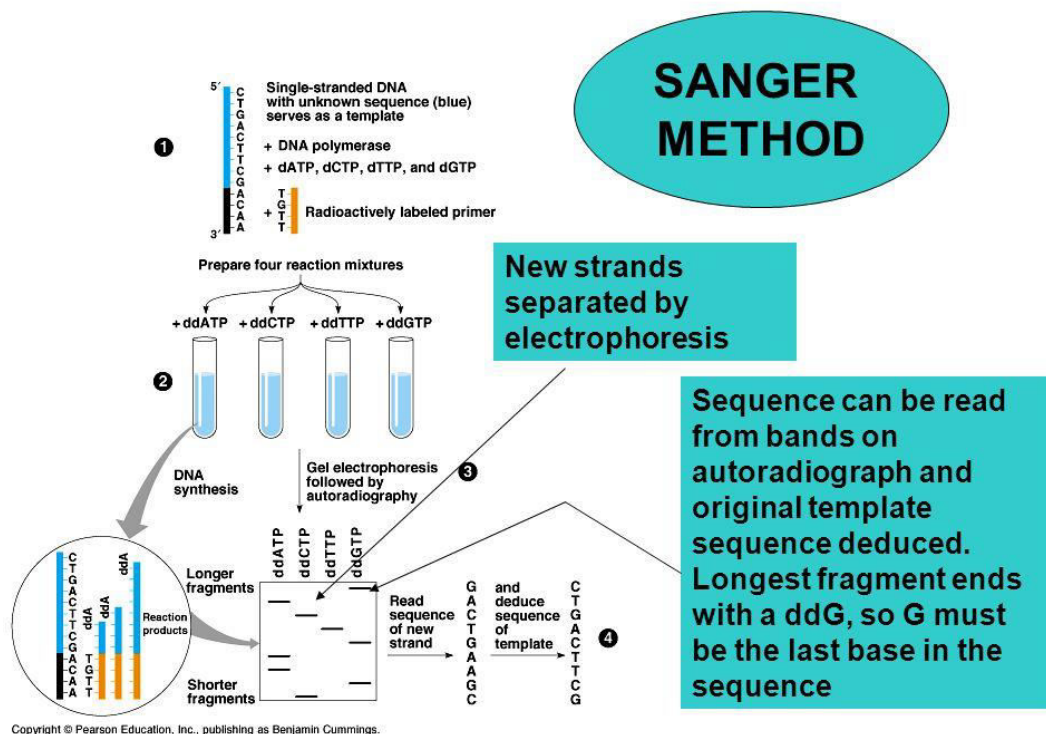 SANGER
METHOD
5′
C
T
G
A
C
T
T
C
G
A
C
A
A
3′
1
Single-stranded DNA
with unknown sequence (blue)
serves as a template
+ DNA polymerase
+ dATP, dCTP, dTTP, and dGTP
+
T
G
T
T
Radioactively labeled primer
Prepare four reaction mixtures
+ ddATP + ddCTP + ddTTP + ddGTP
2
New strands
separated by
electrophoresis
DNA
synthesis
Gel electrophoresis
followed by
autoradiography
3
Sequence can be read
from bands on
autoradiograph and
original template
sequence deduced.
Longest fragment ends
with a ddG, so G must
be the last base in the
sequence
C
T
G
A
C
T
T
C
G
A
C
A
A
T
G
T
T
ddA
ddA
ddA
Reaction
products
ddATP
ddCTP
ddTTP
ddGTP
Longer
fragments
Shorter
fragments
Read
sequence
of new
strand
G
A
C
T
G
A
A
G
C
and
deduce
sequence
of
template
C
T
G
A
C
T
T
C
G
4
Copyright © Pearson Education, Inc., publishing as Benjamin Cummings.